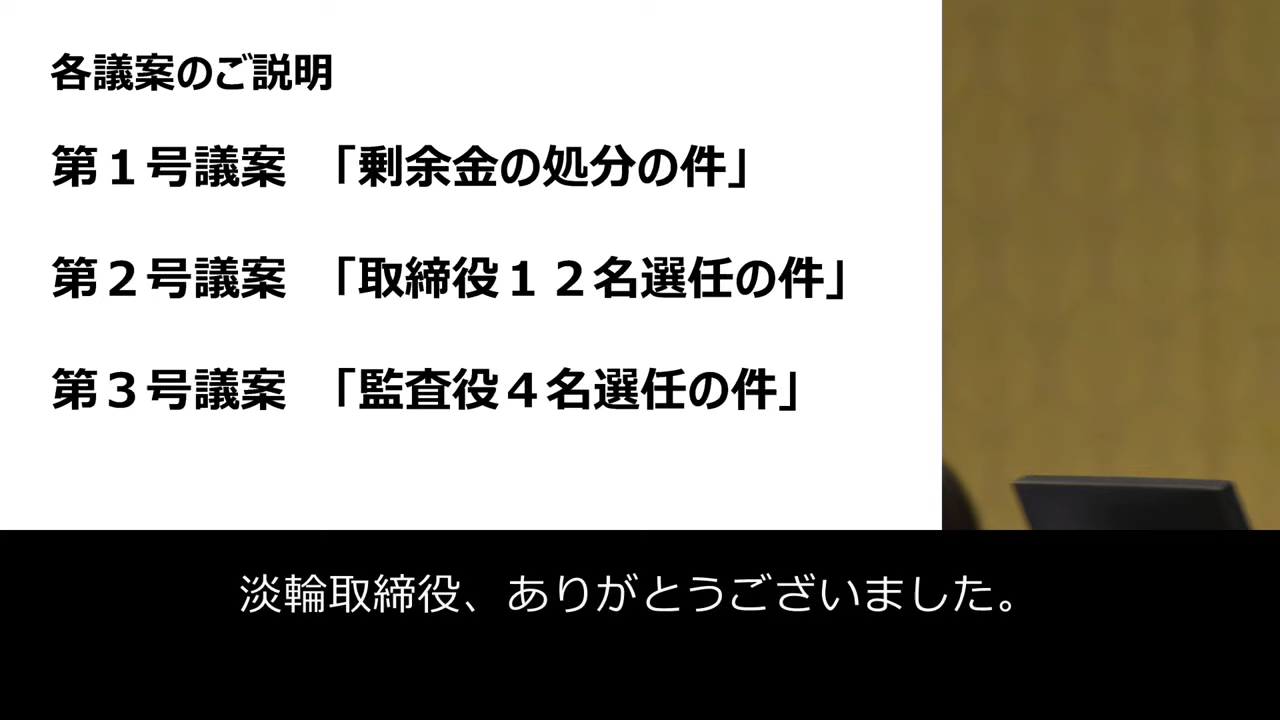 各議案のご説明
第１号議案 「剰余金の処分の件」
第２号議案 「取締役１２名選任の件」
第３号議案 「監査役４名選任の件」
淡輪取締役、ありがとうございました。